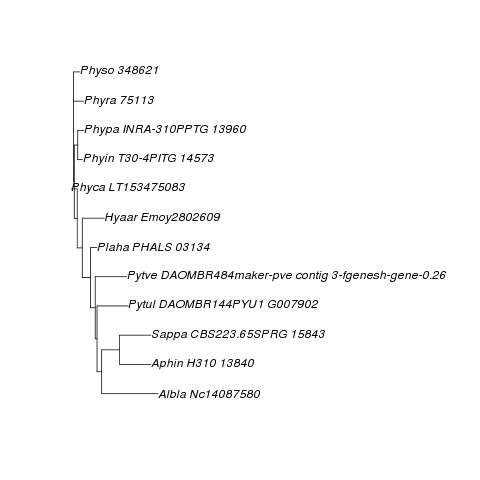 Physo 348621
Phyra 75113
Phypa INRA-310PPTG 13960
Phyin T30-4PITG 14573
Phyca LT153475083
Hyaar Emoy2802609
Plaha PHALS 03134
Pytve DAOMBR484maker-pve contig 3-fgenesh-gene-0.26
Pytul DAOMBR144PYU1 G007902
Sappa CBS223.65SPRG 15843
Aphin H310 13840
Albla Nc14087580